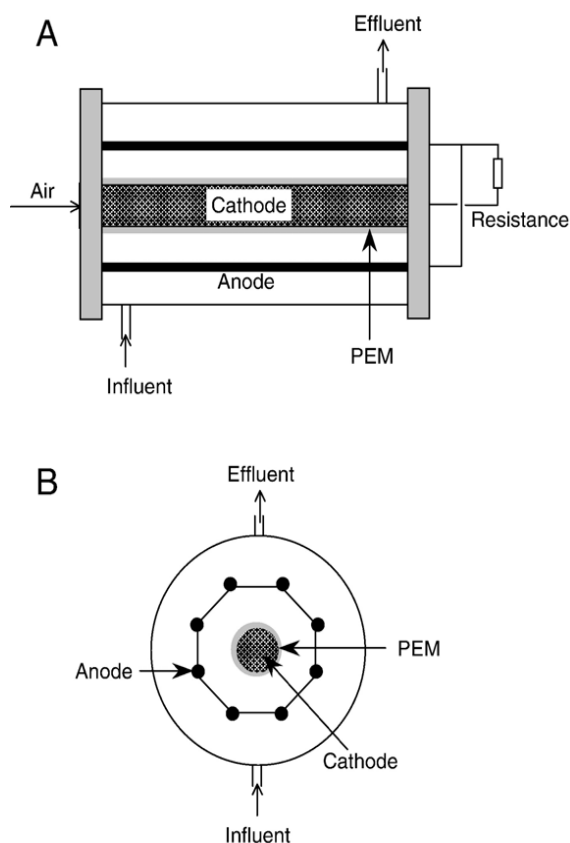 A
Effluent
Air
Cathode
Resistance
Anode
PEM
Influent
B
Effluent
Anode
PEM
Cathode
Influent